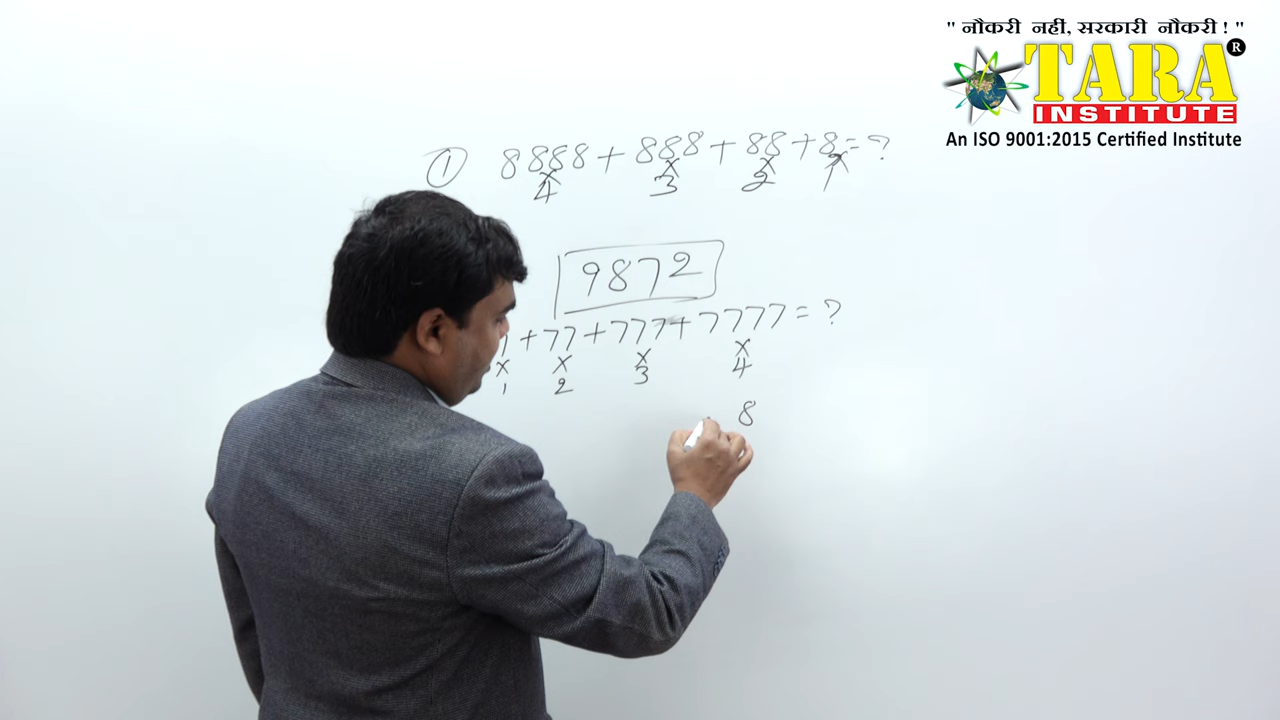 " नौकरी नहीं, सरकारी नौकरी ! "
TARA ®
INSTITUTE
An ISO 9001:2015 Certified Institute
① 8888 + 888 + 88 + 8 = ?
x x x x
4 3 2 1
9872
7 + 77 + 777 + 7777 = ?
x x x x
1 2 3 4
8